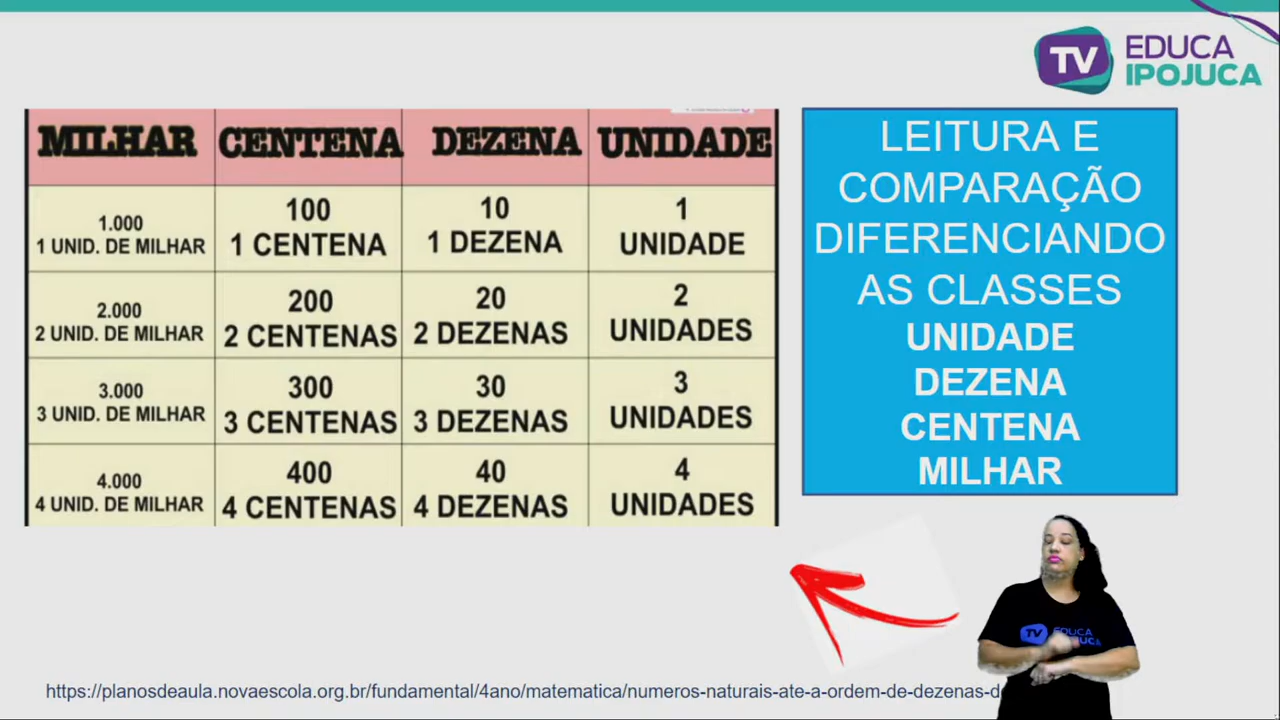 TV EDUCA
IPOJUCA
MILHAR CENTENA DEZENA UNIDADE
1.000
1 UNID. DE MILHAR
100
1 CENTENA
10
1 DEZENA
1
UNIDADE
2.000
2 UNID. DE MILHAR
200
2 CENTENAS
20
2 DEZENAS
2
UNIDADES
3.000
3 UNID. DE MILHAR
300
3 CENTENAS
30
3 DEZENAS
3
UNIDADES
4.000
4 UNID. DE MILHAR
400
4 CENTENAS
40
4 DEZENAS
4
UNIDADES
LEITURA E
COMPARAÇÃO
DIFERENCIANDO
AS CLASSES
UNIDADE
DEZENA
CENTENA
MILHAR
TV EDUCA
https://planosdeaula.novaescola.org.br/fundamental/4ano/matematica/numeros-naturais-ate-a-ordem-de-dezenas-d